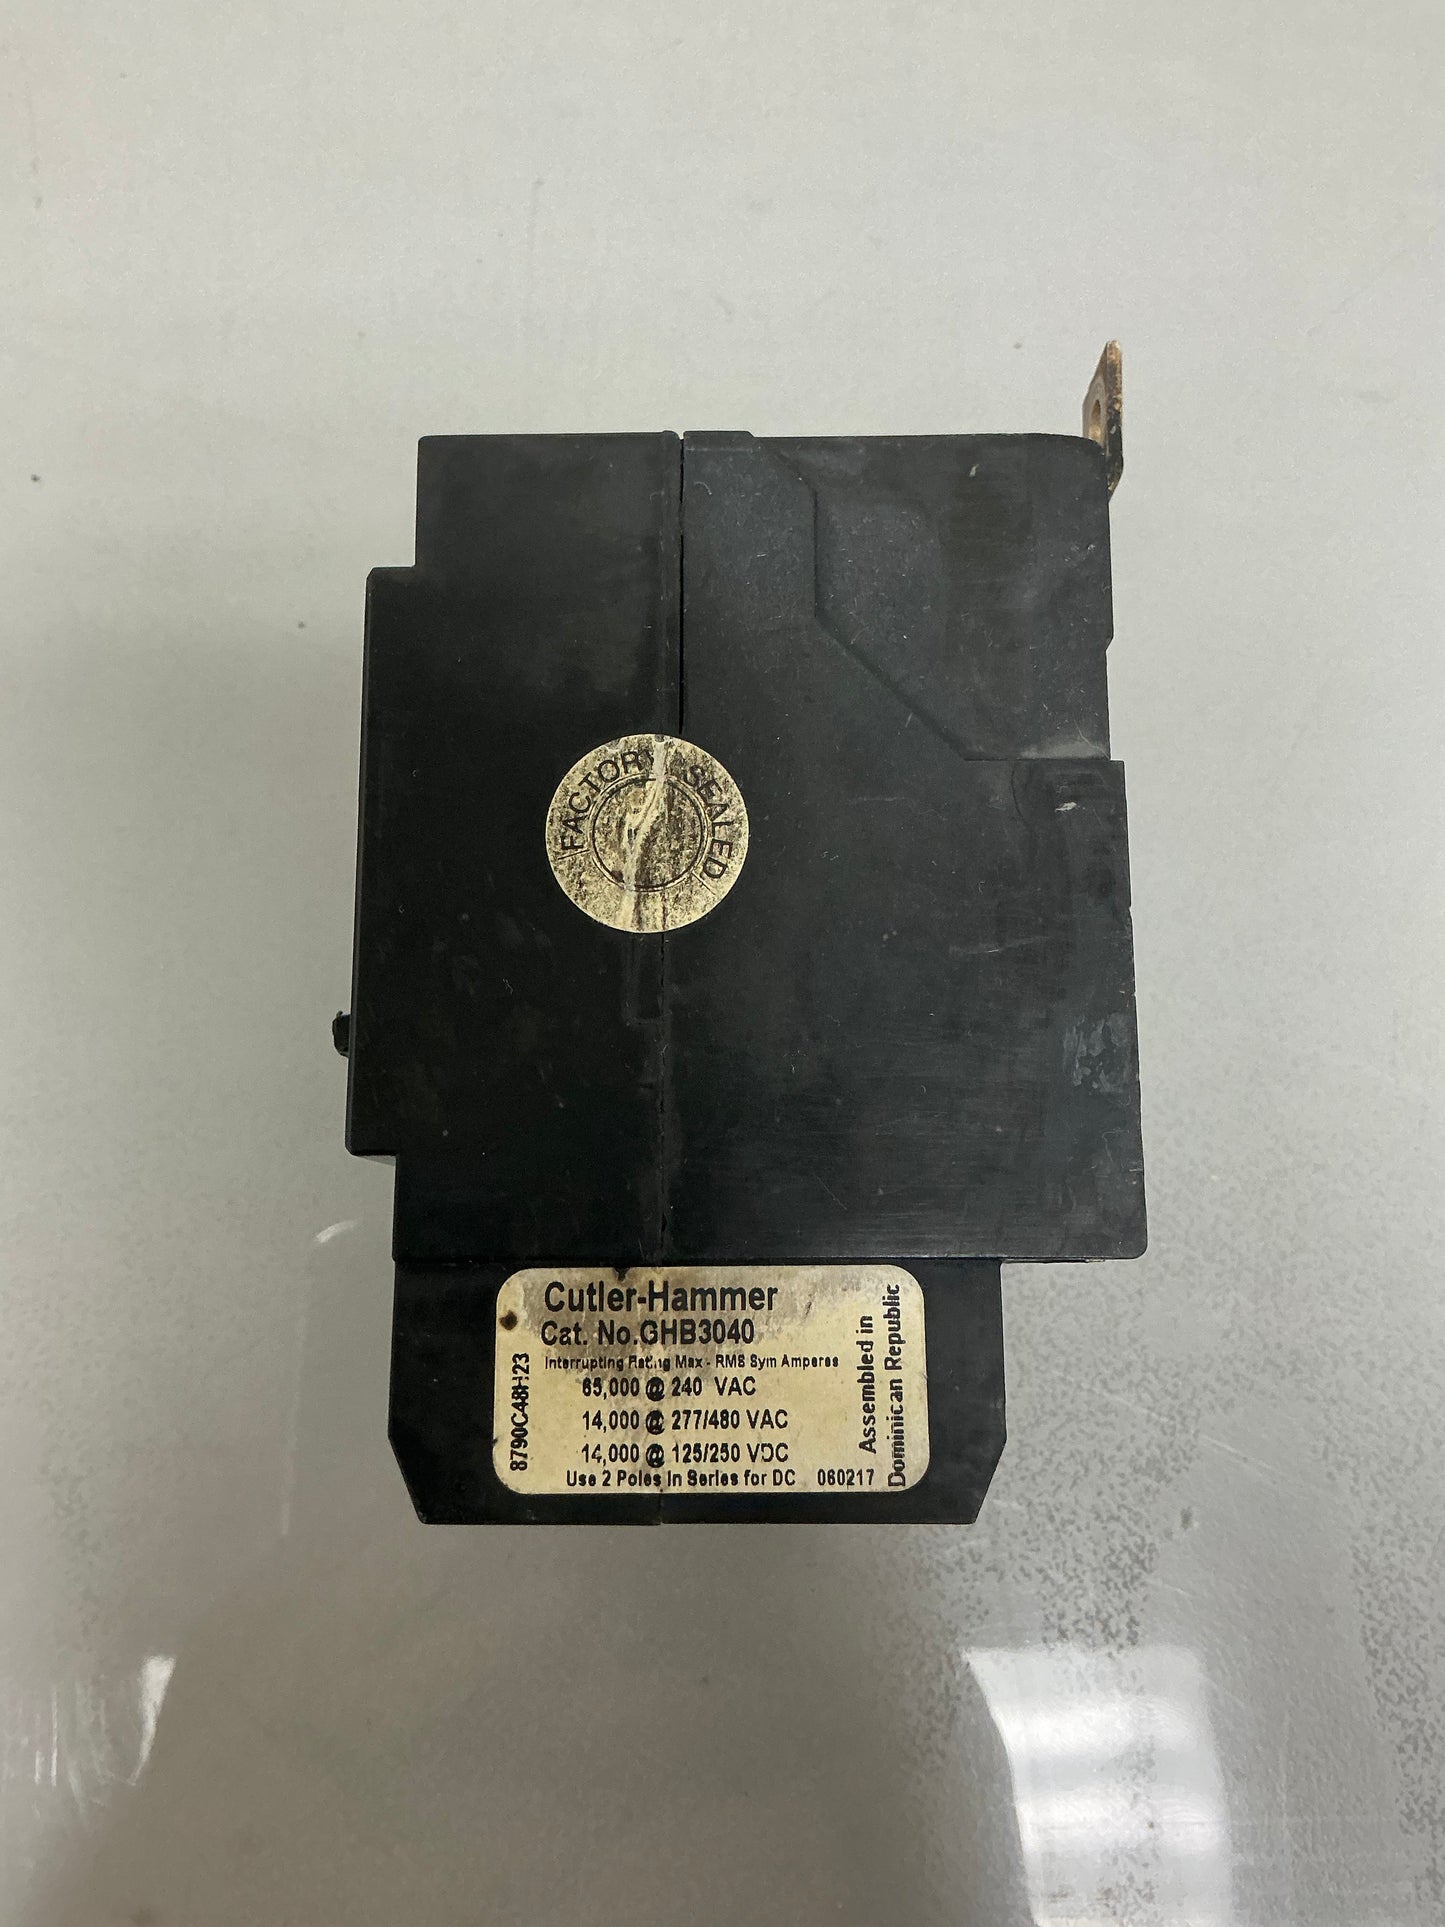 FACTORY SEALED
Cutler-Hammer
Cat. No.GHB3040
Interrupting Rating Max - RMS Sym Amperes
65,000 @ 240 VAC
14,000 @ 277/480 VAC
14,000 @ 125/250 VDC
Use 2 Poles in Series for DC 060217
8790C48H23
Assembled in
Dominican Republic